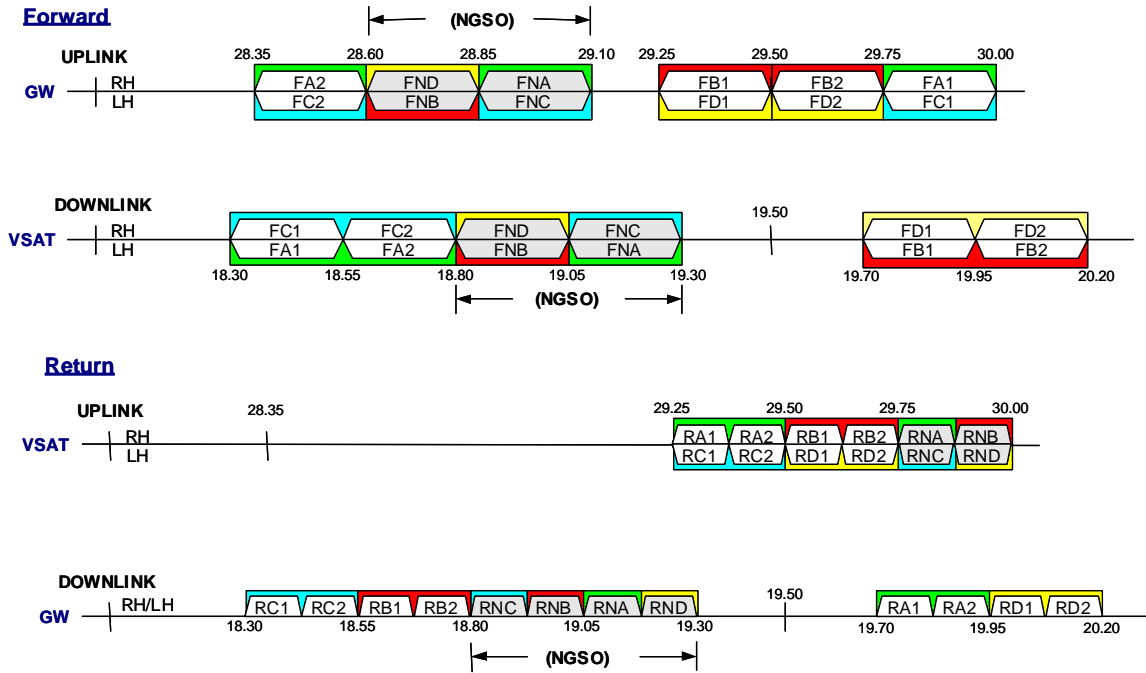 Forward
(NGSO)
UPLINK
28.35 28.60 28.85 29.10 29.25 29.50 29.75 30.00
GW
RH FA2 FND FNA FB1 FB2 FA1
LH FC2 FNB FNC FD1 FD2 FC1
DOWNLINK
19.50
VSAT
RH FC1 FC2 FND FNC FD1 FD2
LH FA1 FA2 FNB FNA FB1 FB2
18.30 18.55 18.80 19.05 19.30 19.70 19.95 20.20
(NGSO)
Return
UPLINK
28.35 29.25 29.50 29.75 30.00
VSAT
RH RA1 RA2 RB1 RB2 RNA RNB
LH RC1 RC2 RD1 RD2 RNC RND
DOWNLINK
19.50
GW
RH/LH RC1 RC2 RB1 RB2 RNC RNB RNA RND RA1 RA2 RD1 RD2
18.30 18.55 18.80 19.05 19.30 19.70 19.95 20.20
(NGSO)